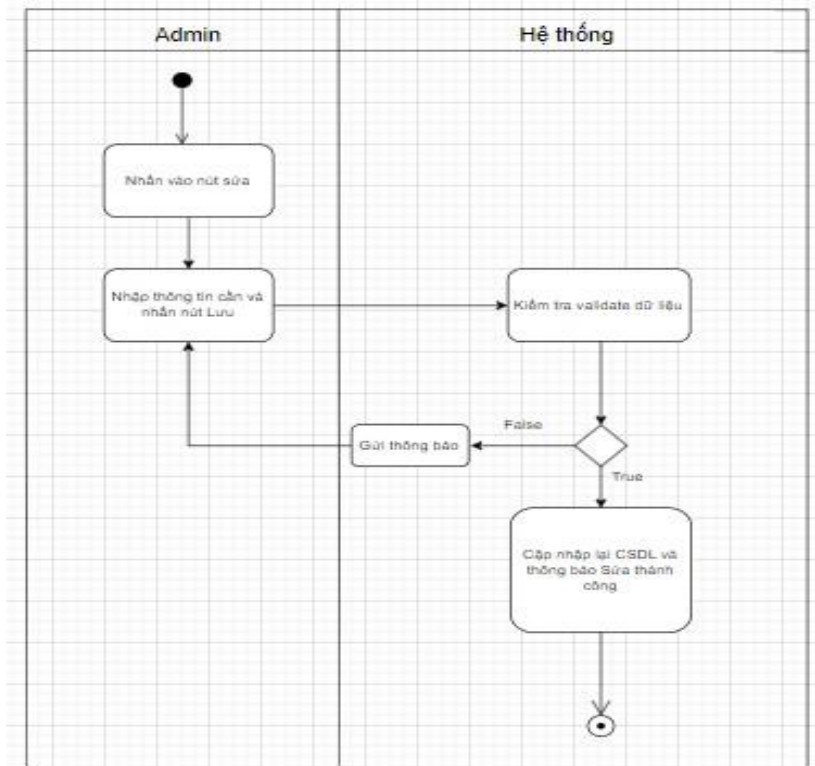 Admin
Hệ thống
Nhấn vào nút sửa
Nhập thông tin cần và
nhấn nút Lưu
Kiểm tra validate dữ liệu
False
Gửi thông báo
True
Cập nhập lại CSDL và
thông báo Sửa thành
công